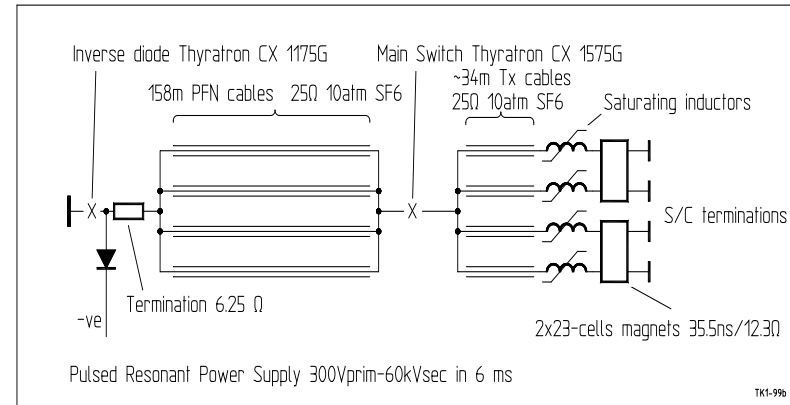 Inverse diode Thyratron CX 1175G
Main Switch Thyratron CX 1575G
158m PFN cables 25Ω 10atm SF6
~34m Tx cables
25Ω 10atm SF6
Saturating inductors
S/C terminations
Termination 6.25 Ω
-ve
2x23-cells magnets 35.5ns/12.3Ω
Pulsed Resonant Power Supply 300Vprim-60kVsec in 6 ms
TK1-99b